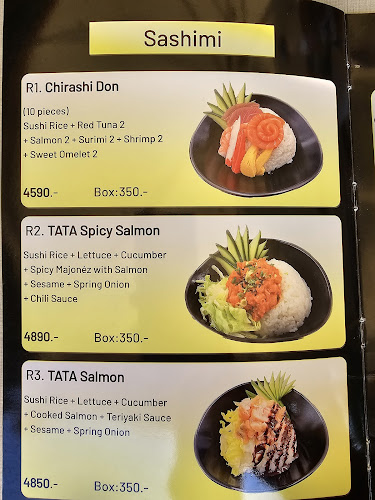 Sashimi
R1. Chirashi Don
(10 pieces)
Sushi Rice + Red Tuna 2
+ Salmon 2 + Surimi 2 + Shrimp 2
+ Sweet Omelet 2
4590.- Box:350.-
R2. TATA Spicy Salmon
Sushi Rice + Lettuce + Cucumber
+ Spicy Majonéz with Salmon
+ Sesame + Spring Onion
+ Chili Sauce
4890.- Box:350.-
R3. TATA Salmon
Sushi Rice + Lettuce + Cucumber
+ Cooked Salmon + Teriyaki Sauce
+ Sesame + Spring Onion
4850.- Box:350.-